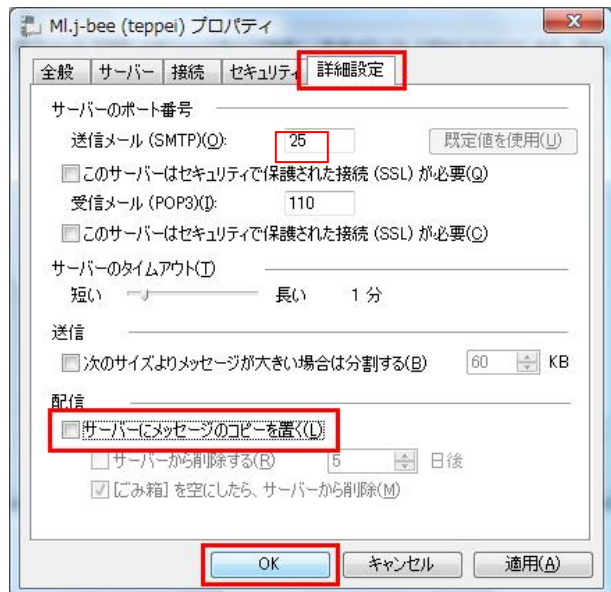 Ml.j-bee (teppei) プロパティ
全般 サーバー 接続 セキュリティ 詳細設定
サーバーのポート番号
送信メール (SMTP)(O): 25 既定値を使用(U)
このサーバーはセキュリティで保護された接続 (SSL) が必要(Q)
受信メール (POP3)(I): 110
このサーバーはセキュリティで保護された接続 (SSL) が必要(C)
サーバーのタイムアウト(T)
短い 長い 1 分
送信
次のサイズよりメッセージが大きい場合は分割する(B) 60 KB
配信
サーバーにメッセージのコピーを置く(L)
サーバーから削除する(R) 5 日後
[ごみ箱] を空にしたら、サーバーから削除(M)
OK キャンセル 適用(A)